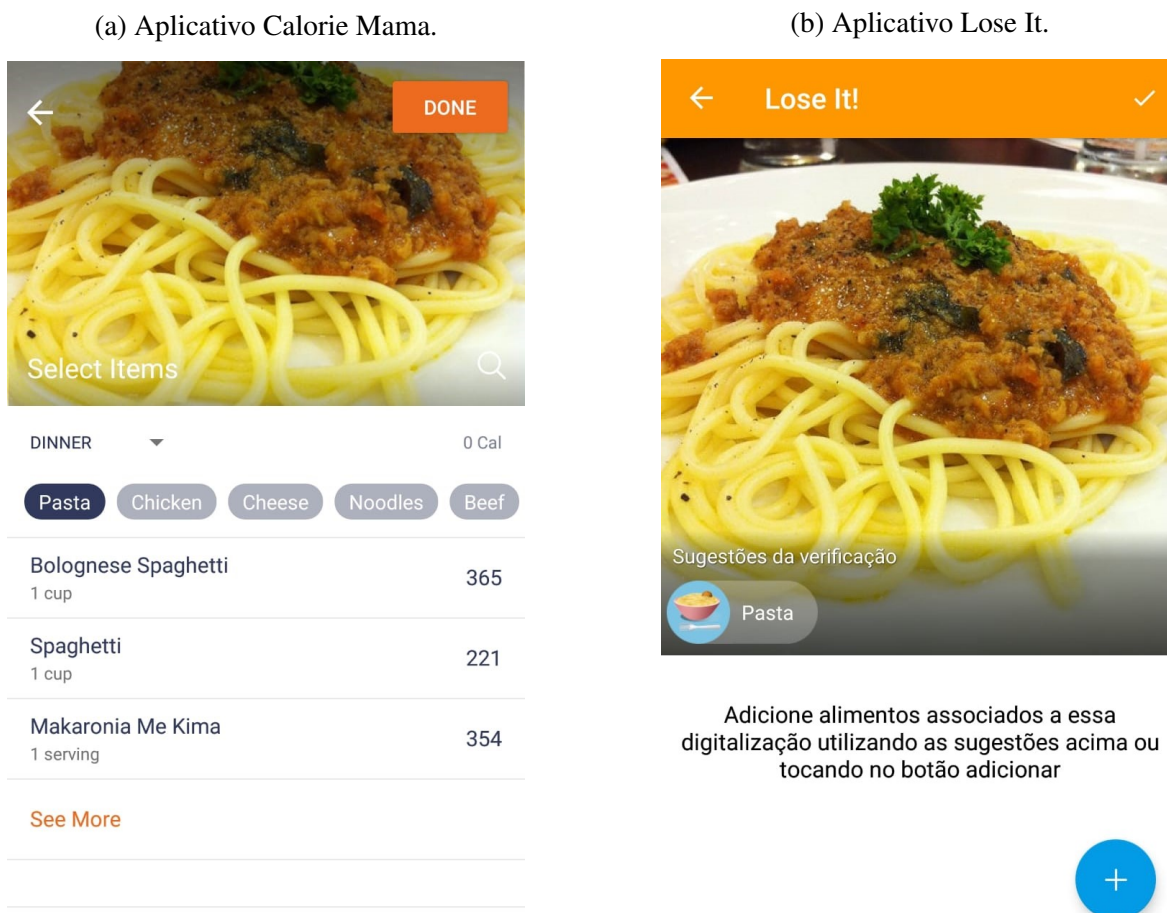 (a) Aplicativo Calorie Mama.
DONE
Select Items
DINNER 0 Cal
Pasta Chicken Cheese Noodles Beef
Bolognese Spaghetti 365
1 cup
Spaghetti 221
1 cup
Makaronia Me Kima 354
1 serving
See More
(b) Aplicativo Lose It.
Lose It!
Sugestões da verificação
Pasta
Adicione alimentos associados a essa
digitalização utilizando as sugestões acima ou
tocando no botão adicionar